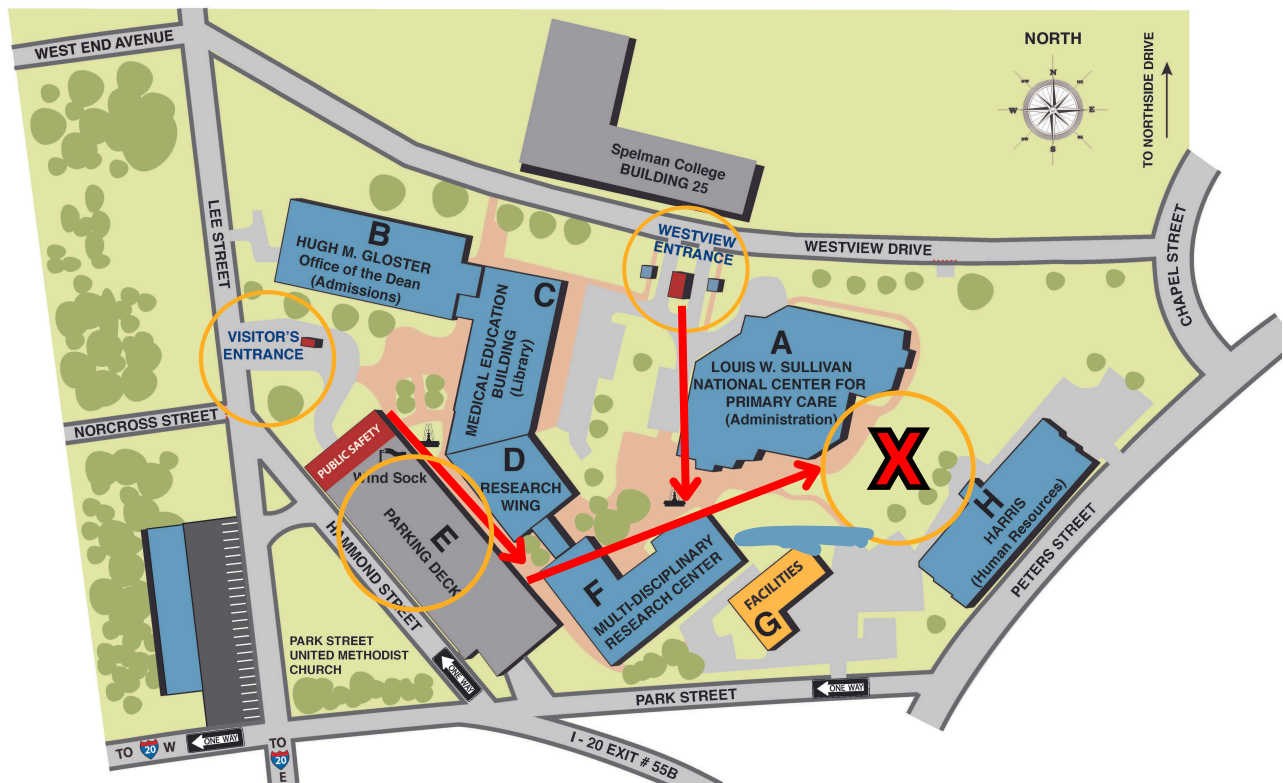 WEST END AVENUE
NORTH
N
W
E
S
TO NORTHSIDE DRIVE
Spelman College
BUILDING 25
LEE STREET
B
HUGH M. GLOSTER
Office of the Dean
(Admissions)
WESTVIEW
ENTRANCE
WESTVIEW DRIVE
CHAPEL STREET
C
MEDICAL EDUCATION
BUILDING
(Library)
VISITOR'S
ENTRANCE
A
LOUIS W. SULLIVAN
NATIONAL CENTER FOR
PRIMARY CARE
(Administration)
NORCROSS STREET
PUBLIC SAFETY
Wind Sock
D
RESEARCH
WING
X
E
PARKING DECK
HAMMOND STREET
H
HARRIS
(Human Resources)
PETERS STREET
F
MULTI-DISCIPLINARY
RESEARCH CENTER
FACILITIES
G
PARK STREET
UNITED METHODIST
CHURCH
ONE WAY
PARK STREET
ONE WAY
TO 20 W
ONE WAY
TO
20
E
I - 20 EXIT # 55B